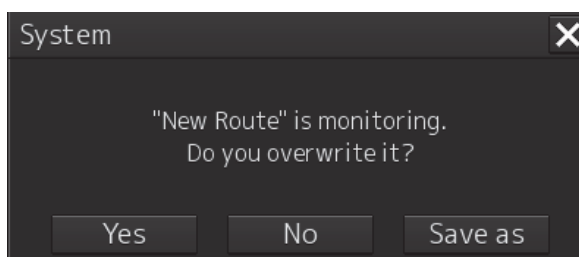 System
"New Route" is monitoring.
Do you overwrite it?
Yes No Save as